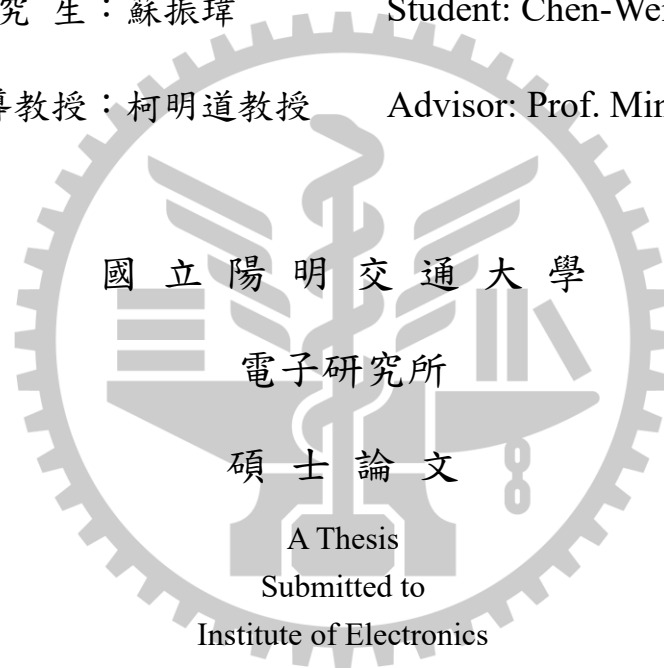 究 生：蘇振瑋 Student: Chen-Wei
教授：柯明道教授 Advisor: Prof. Min
國 立 陽 明 交 通 大 學
電子研究所
碩 士 論 文
A Thesis
Submitted to
Institute of Electronics